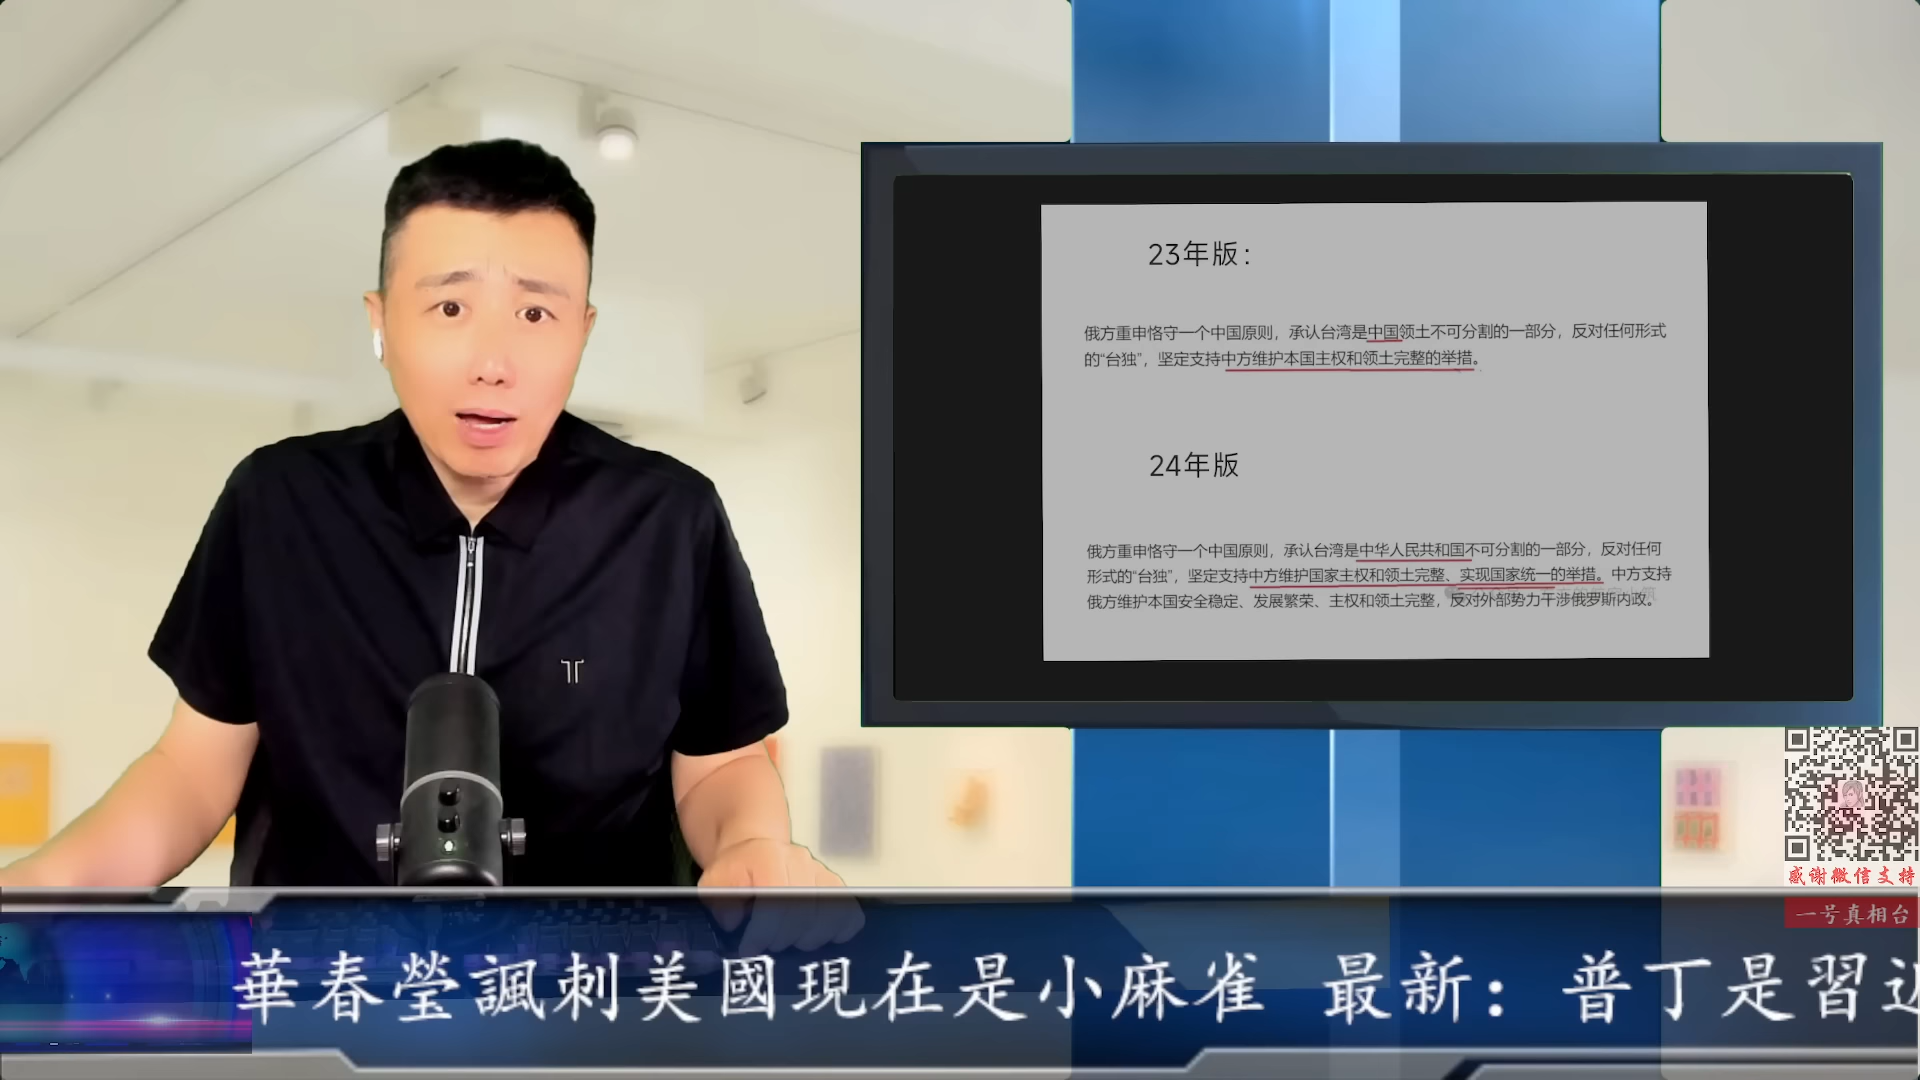 23年版：
俄方重申恪守一个中国原则，承认台湾是中国领土不可分割的一部分，反对任何形式
的“台独”，坚定支持中方维护本国主权和领土完整的举措。
24年版
俄方重申恪守一个中国原则，承认台湾是中华人民共和国不可分割的一部分，反对任何
形式的“台独”，坚定支持中方维护国家主权和领土完整、实现国家统一的举措。中方支持
俄方维护本国安全稳定、发展繁荣、主权和领土完整，反对外部势力干涉俄罗斯内政。
感谢微信支持
一号真相台
華春瑩諷刺美國現在是小麻雀 最新：普丁是習近